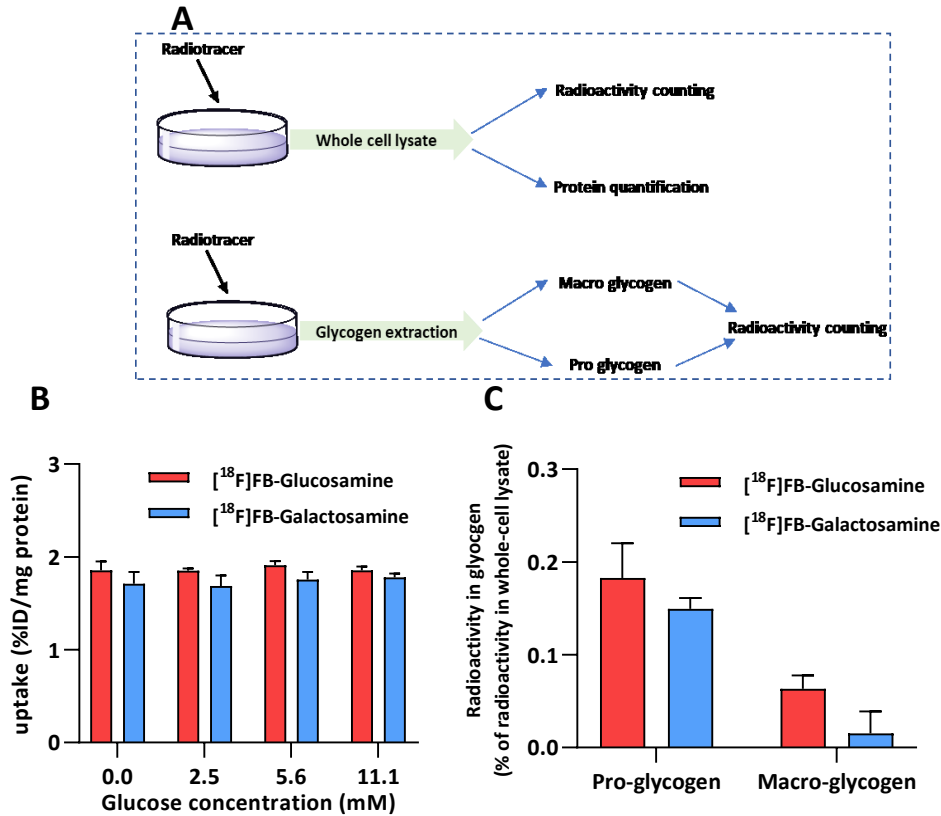 A
Radiotracer
Radioactivity counting
Whole cell lysate
Protein quantification
Radiotracer
Macro glycogen
Glycogen extraction
Radioactivity counting
Pro glycogen
B
3
2
1
0
uptake (%ID/mg protein)
[¹⁸F]FB-Glucosamine
[¹⁸F]FB-Galactosamine
0.0 2.5 5.6 11.1
Glucose concentration (mM)
C
0.3
0.2
0.1
0.0
Radioactivity in glyocgen
(% of radioactivity in whole-cell lysate)
[¹⁸F]FB-Glucosamine
[¹⁸F]FB-Galactosamine
Pro-glycogen Macro-glycogen